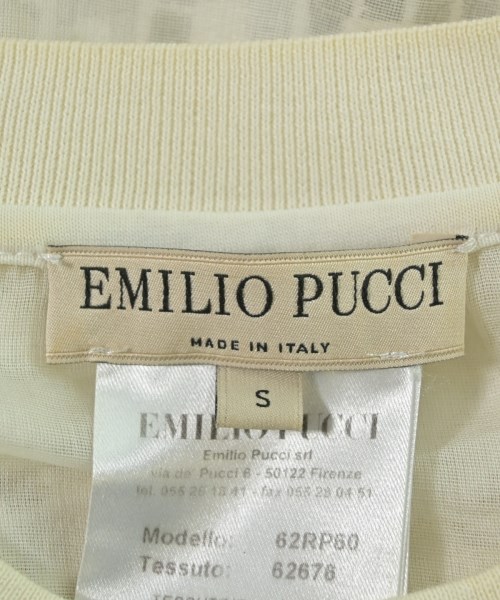 EMILIO PUCCI
MADE IN ITALY
S
EMILIO PUCCI
Emilio Pucci srl
via de' Pucci 6 - 50122 Firenze
tel. 055 26 18 41 - fax 055 28 04 51
Modello: 62RP60
Tessuto: 62676